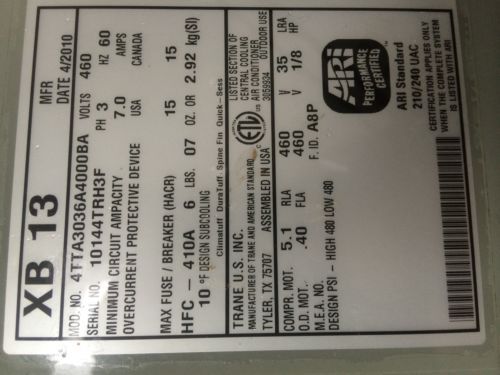 XB 13
MFR
DATE 4/2010
MOD. NO. 4TTA3036A4000BA VOLTS 460
SERIAL NO. 10144TRH3F PH 3 HZ 60
MINIMUM CIRCUIT AMPACITY 7.0 AMPS
OVERCURRENT PROTECTIVE DEVICE USA CANADA
MAX FUSE / BREAKER (HACR) 15 15
HFC - 410A 6 LBS. 07 OZ. OR 2.92 kg(SI)
10 °F DESIGN SUBCOOLING
Climatuff DuraTuff Spine Fin Quick-Sess
TRANE U.S. INC.
MANUFACTURER OF TRANE AND AMERICAN STANDARD
TYLER, TX 75707 ASSEMBLED IN USA
ETL
LISTED SECTION OF
CENTRAL COOLING
US AIR CONDITIONER
3059934 OUTDOOR USE
COMPR. MOT. 5.1 RLA 460 V 35 LRA
O.D. MOT. .40 FLA 460 V 1/8 HP
M.E.A. NO. F. ID. A8P
DESIGN PSI - HIGH 480 LOW 480
ARI
PERFORMANCE
CERTIFIED
ARI Standard
210/240 UAC
CERTIFICATION APPLIES ONLY
WHEN THE COMPLETE SYSTEM
IS LISTED WITH ARI